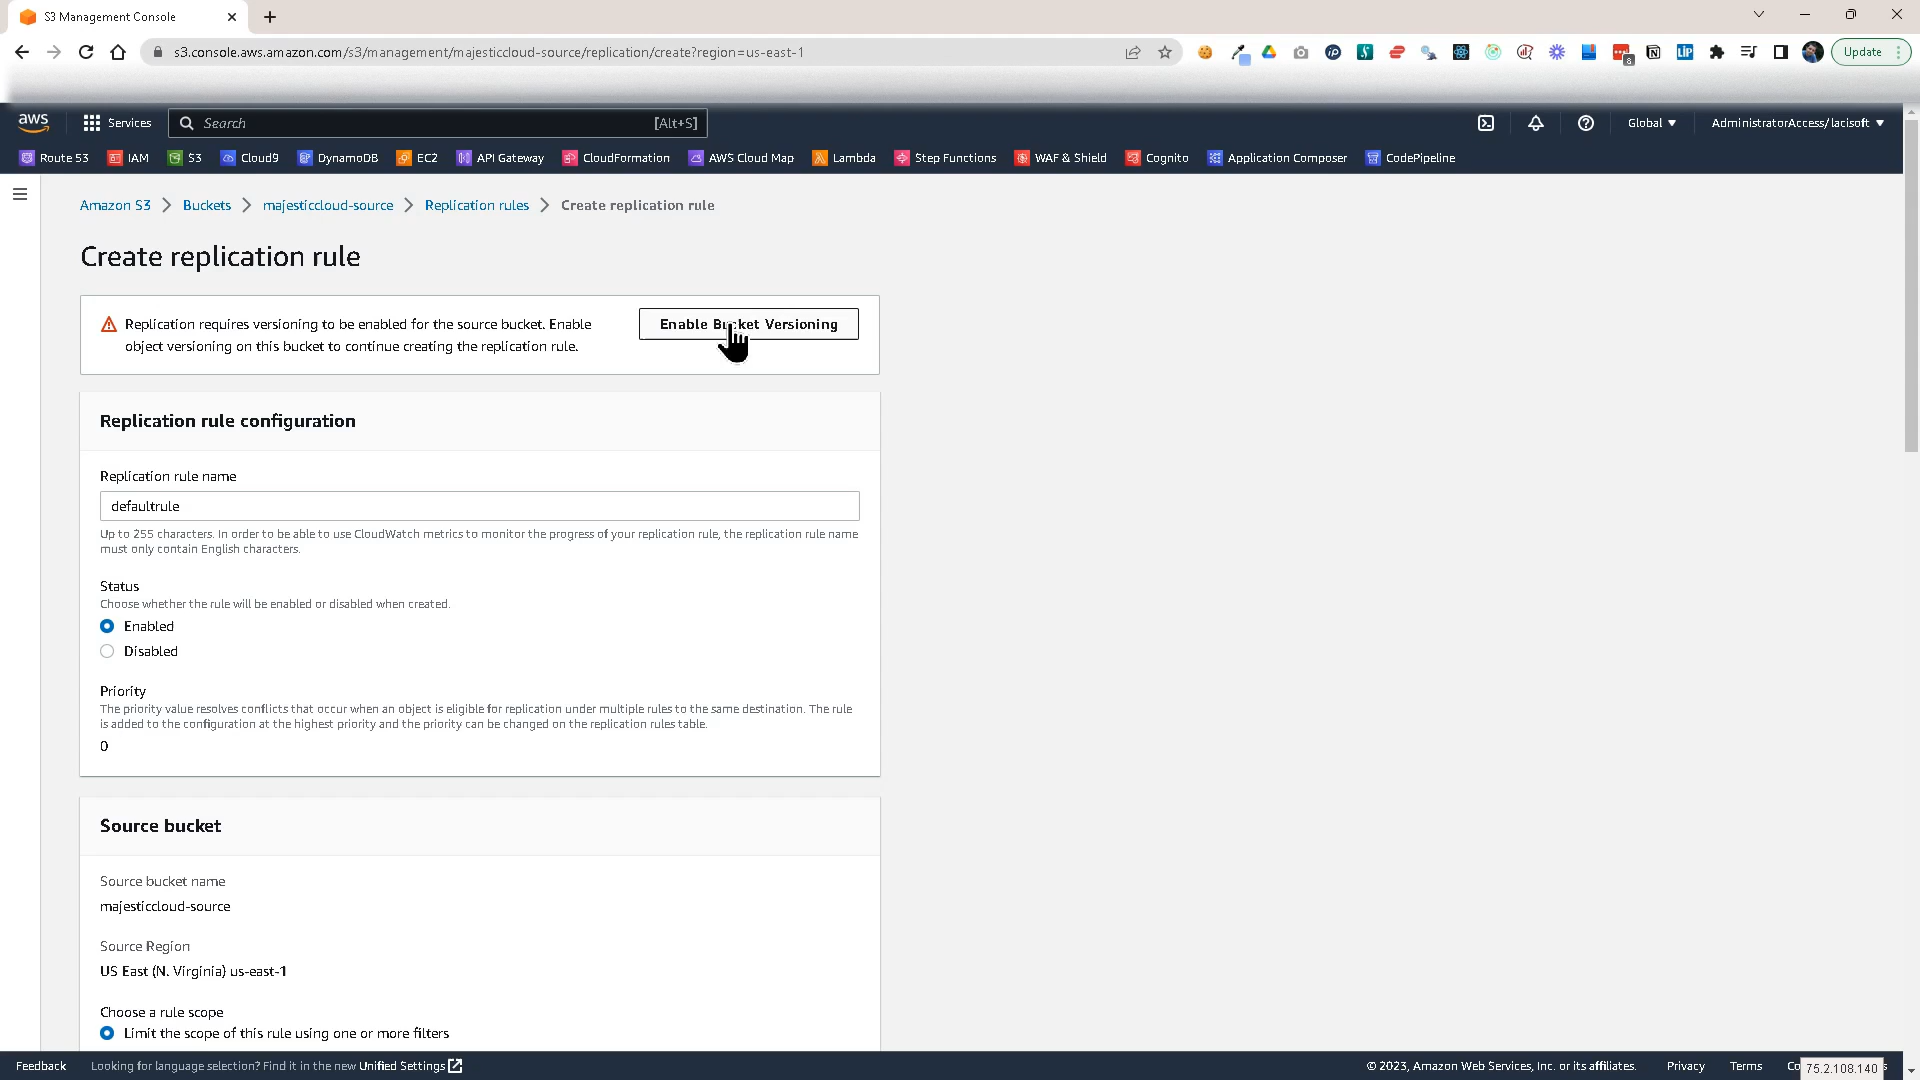 S3 Management Console
s3.console.aws.amazon.com/s3/management/majesticcloud-source/replication/create?region=us-east-1
Update
aws
Services
Search
[Alt+S]
Global
AdministratorAccess/lacisoft
Route 53
IAM
S3
Cloud9
DynamoDB
EC2
API Gateway
CloudFormation
AWS Cloud Map
Lambda
Step Functions
WAF & Shield
Cognito
Application Composer
CodePipeline
Amazon S3 > Buckets > majesticcloud-source > Replication rules > Create replication rule
Create replication rule
Replication requires versioning to be enabled for the source bucket. Enable
object versioning on this bucket to continue creating the replication rule.
Enable Bucket Versioning
Replication rule configuration
Replication rule name
defaultrule
Up to 255 characters. In order to be able to use CloudWatch metrics to monitor the progress of your replication rule, the replication rule name
must only contain English characters.
Status
Choose whether the rule will be enabled or disabled when created.
Enabled
Disabled
Priority
The priority value resolves conflicts that occur when an object is eligible for replication under multiple rules to the same destination. The rule
is added to the configuration at the highest priority and the priority can be changed on the replication rules table.
0
Source bucket
Source bucket name
majesticcloud-source
Source Region
US East (N. Virginia) us-east-1
Choose a rule scope
Limit the scope of this rule using one or more filters
Feedback
Looking for language selection? Find it in the new Unified Settings
© 2023, Amazon Web Services, Inc. or its affiliates.
Privacy
Terms
75.2.108.140